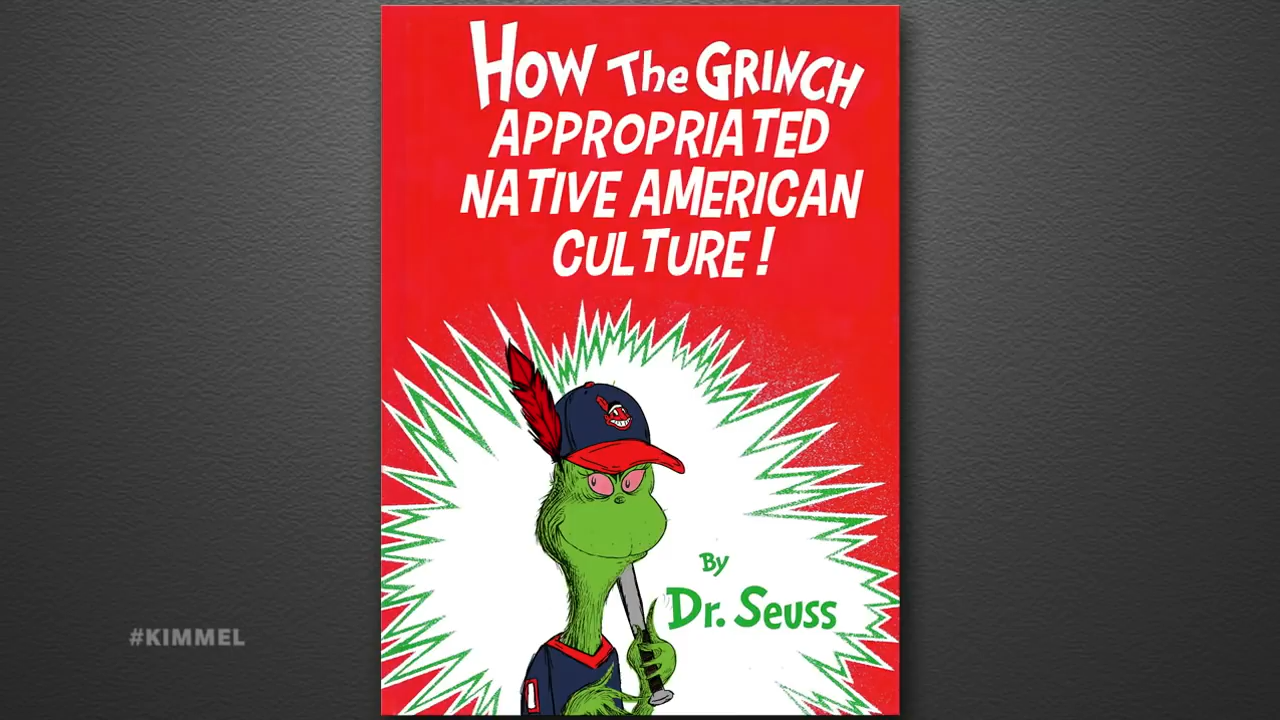 HOW THE GRINCH
APPROPRIATED
NATIVE AMERICAN
CULTURE!
By
Dr. Seuss
#KIMMEL